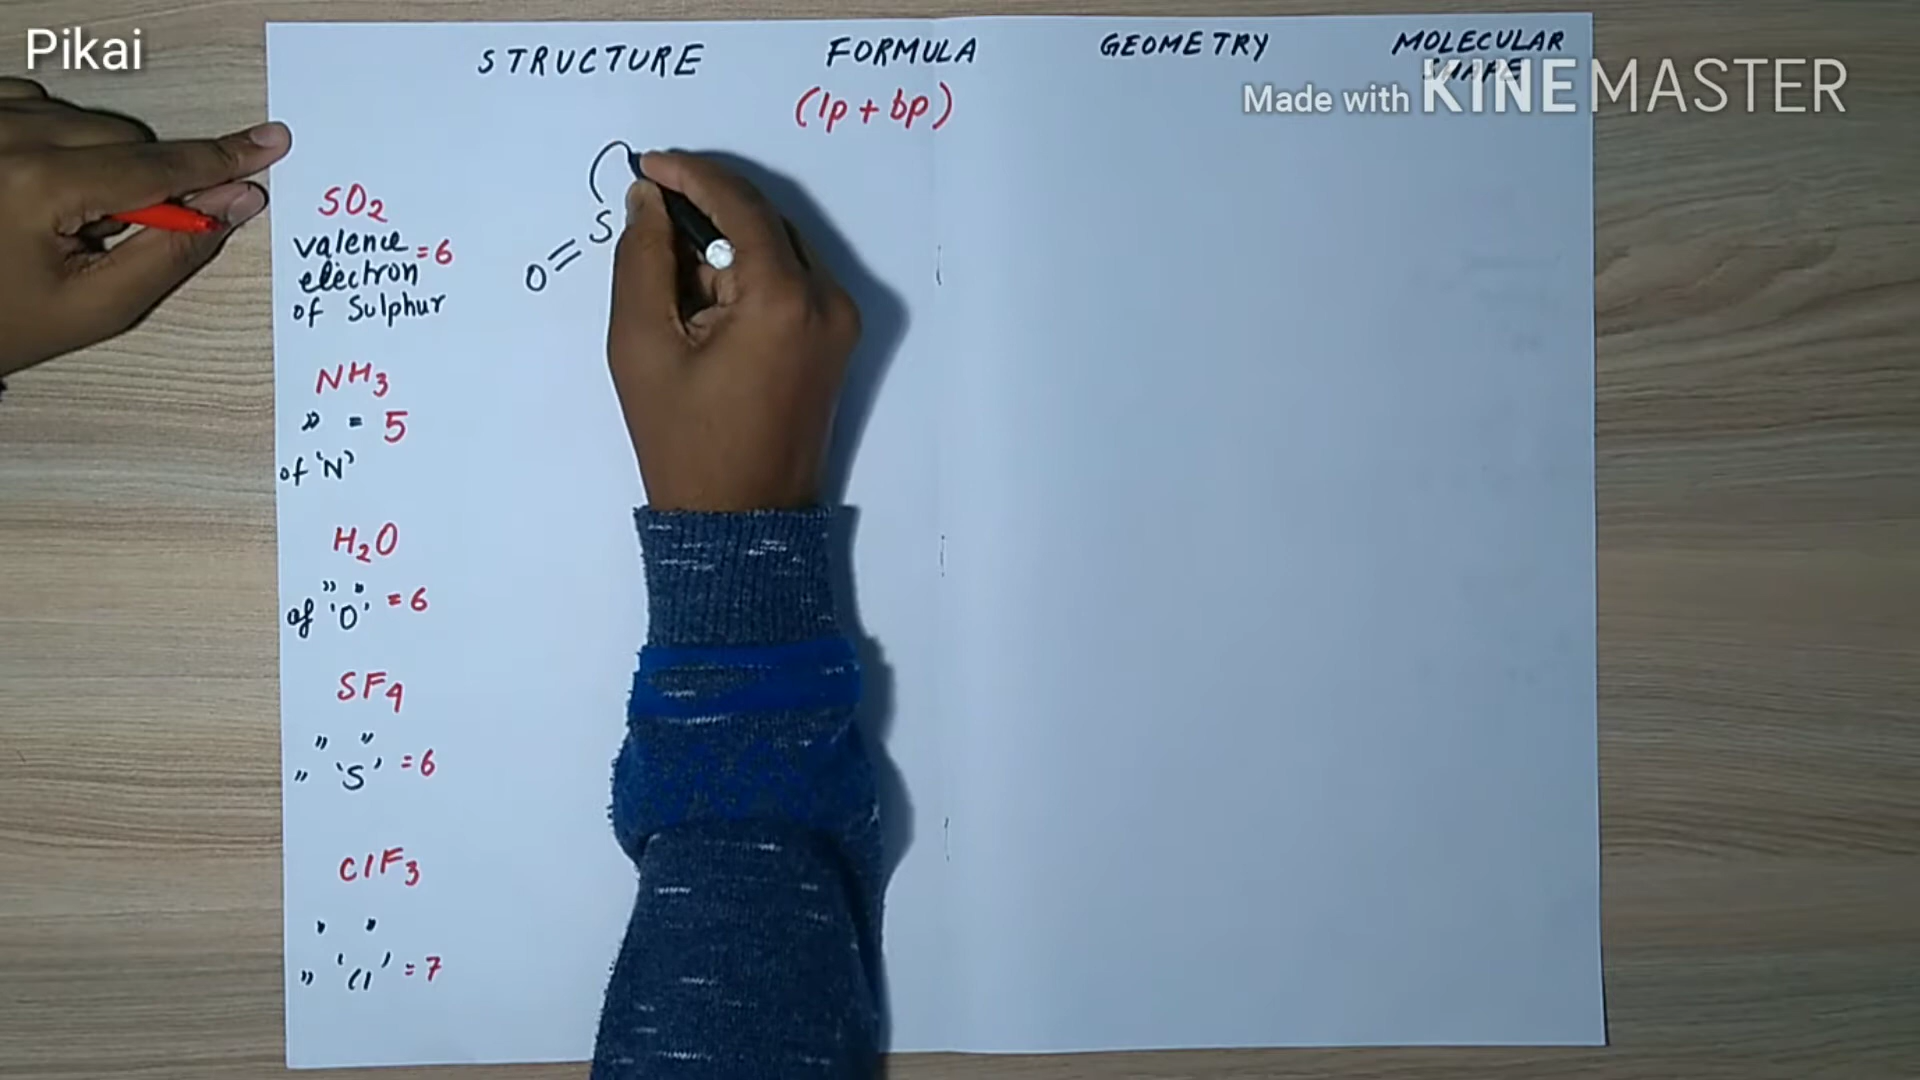 Pikai
STRUCTURE FORMULA GEOMETRY MOLECULAR
SHAPE
Made with KINEMASTER
(lp + bp)
SO2
valence = 6
electron
of Sulphur
S
O
NH3
" = 5
of 'N'
H2O
" "
of 'O' = 6
SF4
" "
" 'S' = 6
ClF3
" "
" 'Cl' = 7